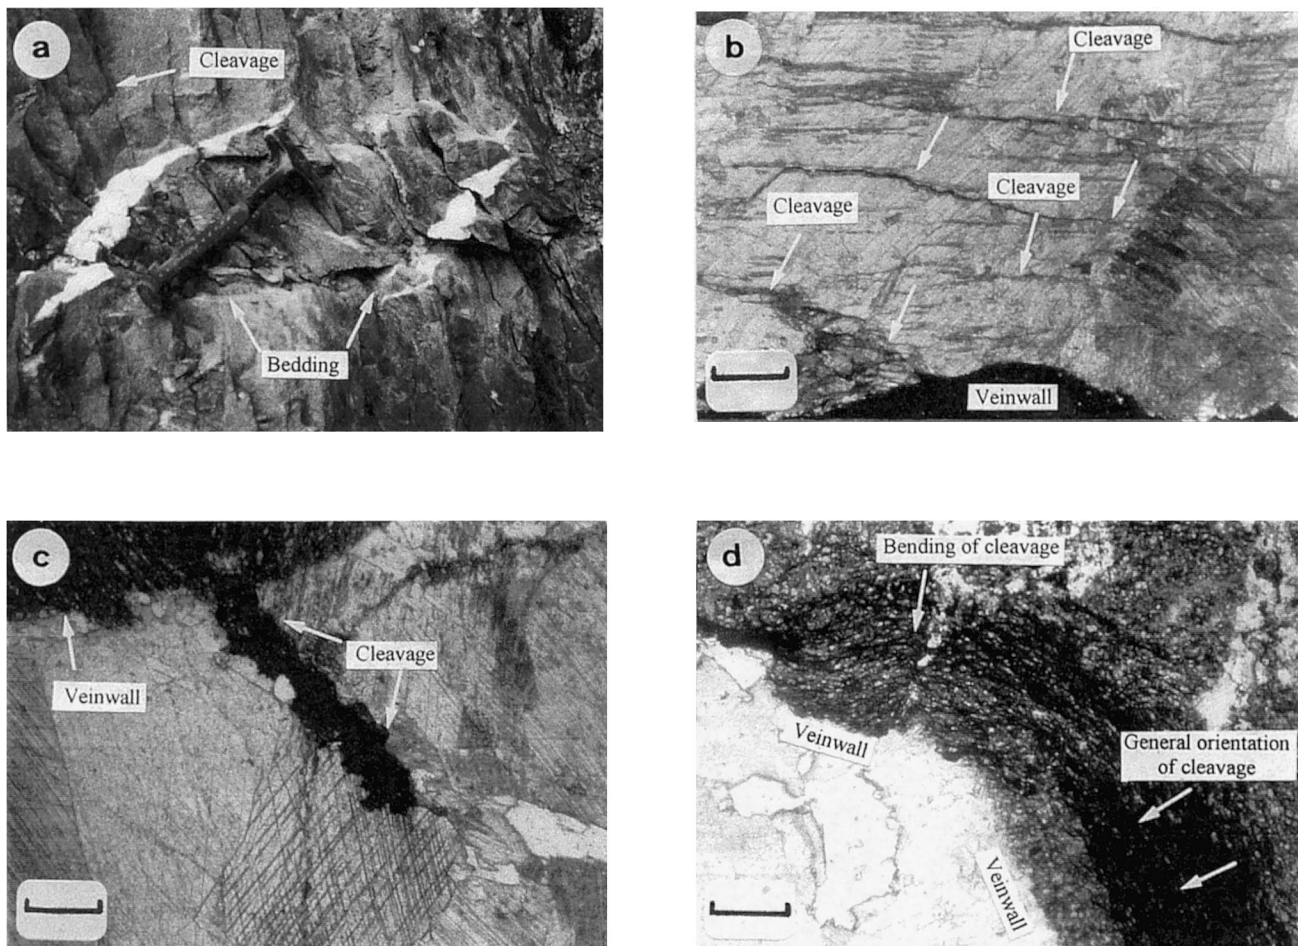 a
Cleavage
Bedding
b
Cleavage
Cleavage
Cleavage
Veinwall
c
Cleavage
Veinwall
d
Bending of cleavage
Veinwall
General orientation
of cleavage
Veinwall